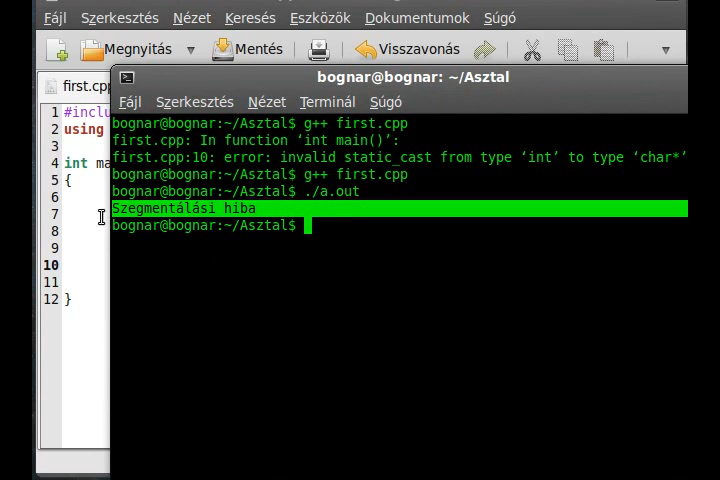 Fájl Szerkesztés Nézet Keresés Eszközök Dokumentumok Súgó
Megnyitás Mentés Visszavonás
first.cpp
bognar@bognar: ~/Asztal
Fájl Szerkesztés Nézet Terminál Súgó
1 #inclu
2 using
3
4 int ma
5 {
6
7
8
9
10
11
12 }
bognar@bognar:~/Asztal$ g++ first.cpp
first.cpp: In function ‘int main()’:
first.cpp:10: error: invalid static_cast from type ‘int’ to type ‘char*’
bognar@bognar:~/Asztal$ g++ first.cpp
bognar@bognar:~/Asztal$ ./a.out
Szegmentálási hiba
bognar@bognar:~/Asztal$